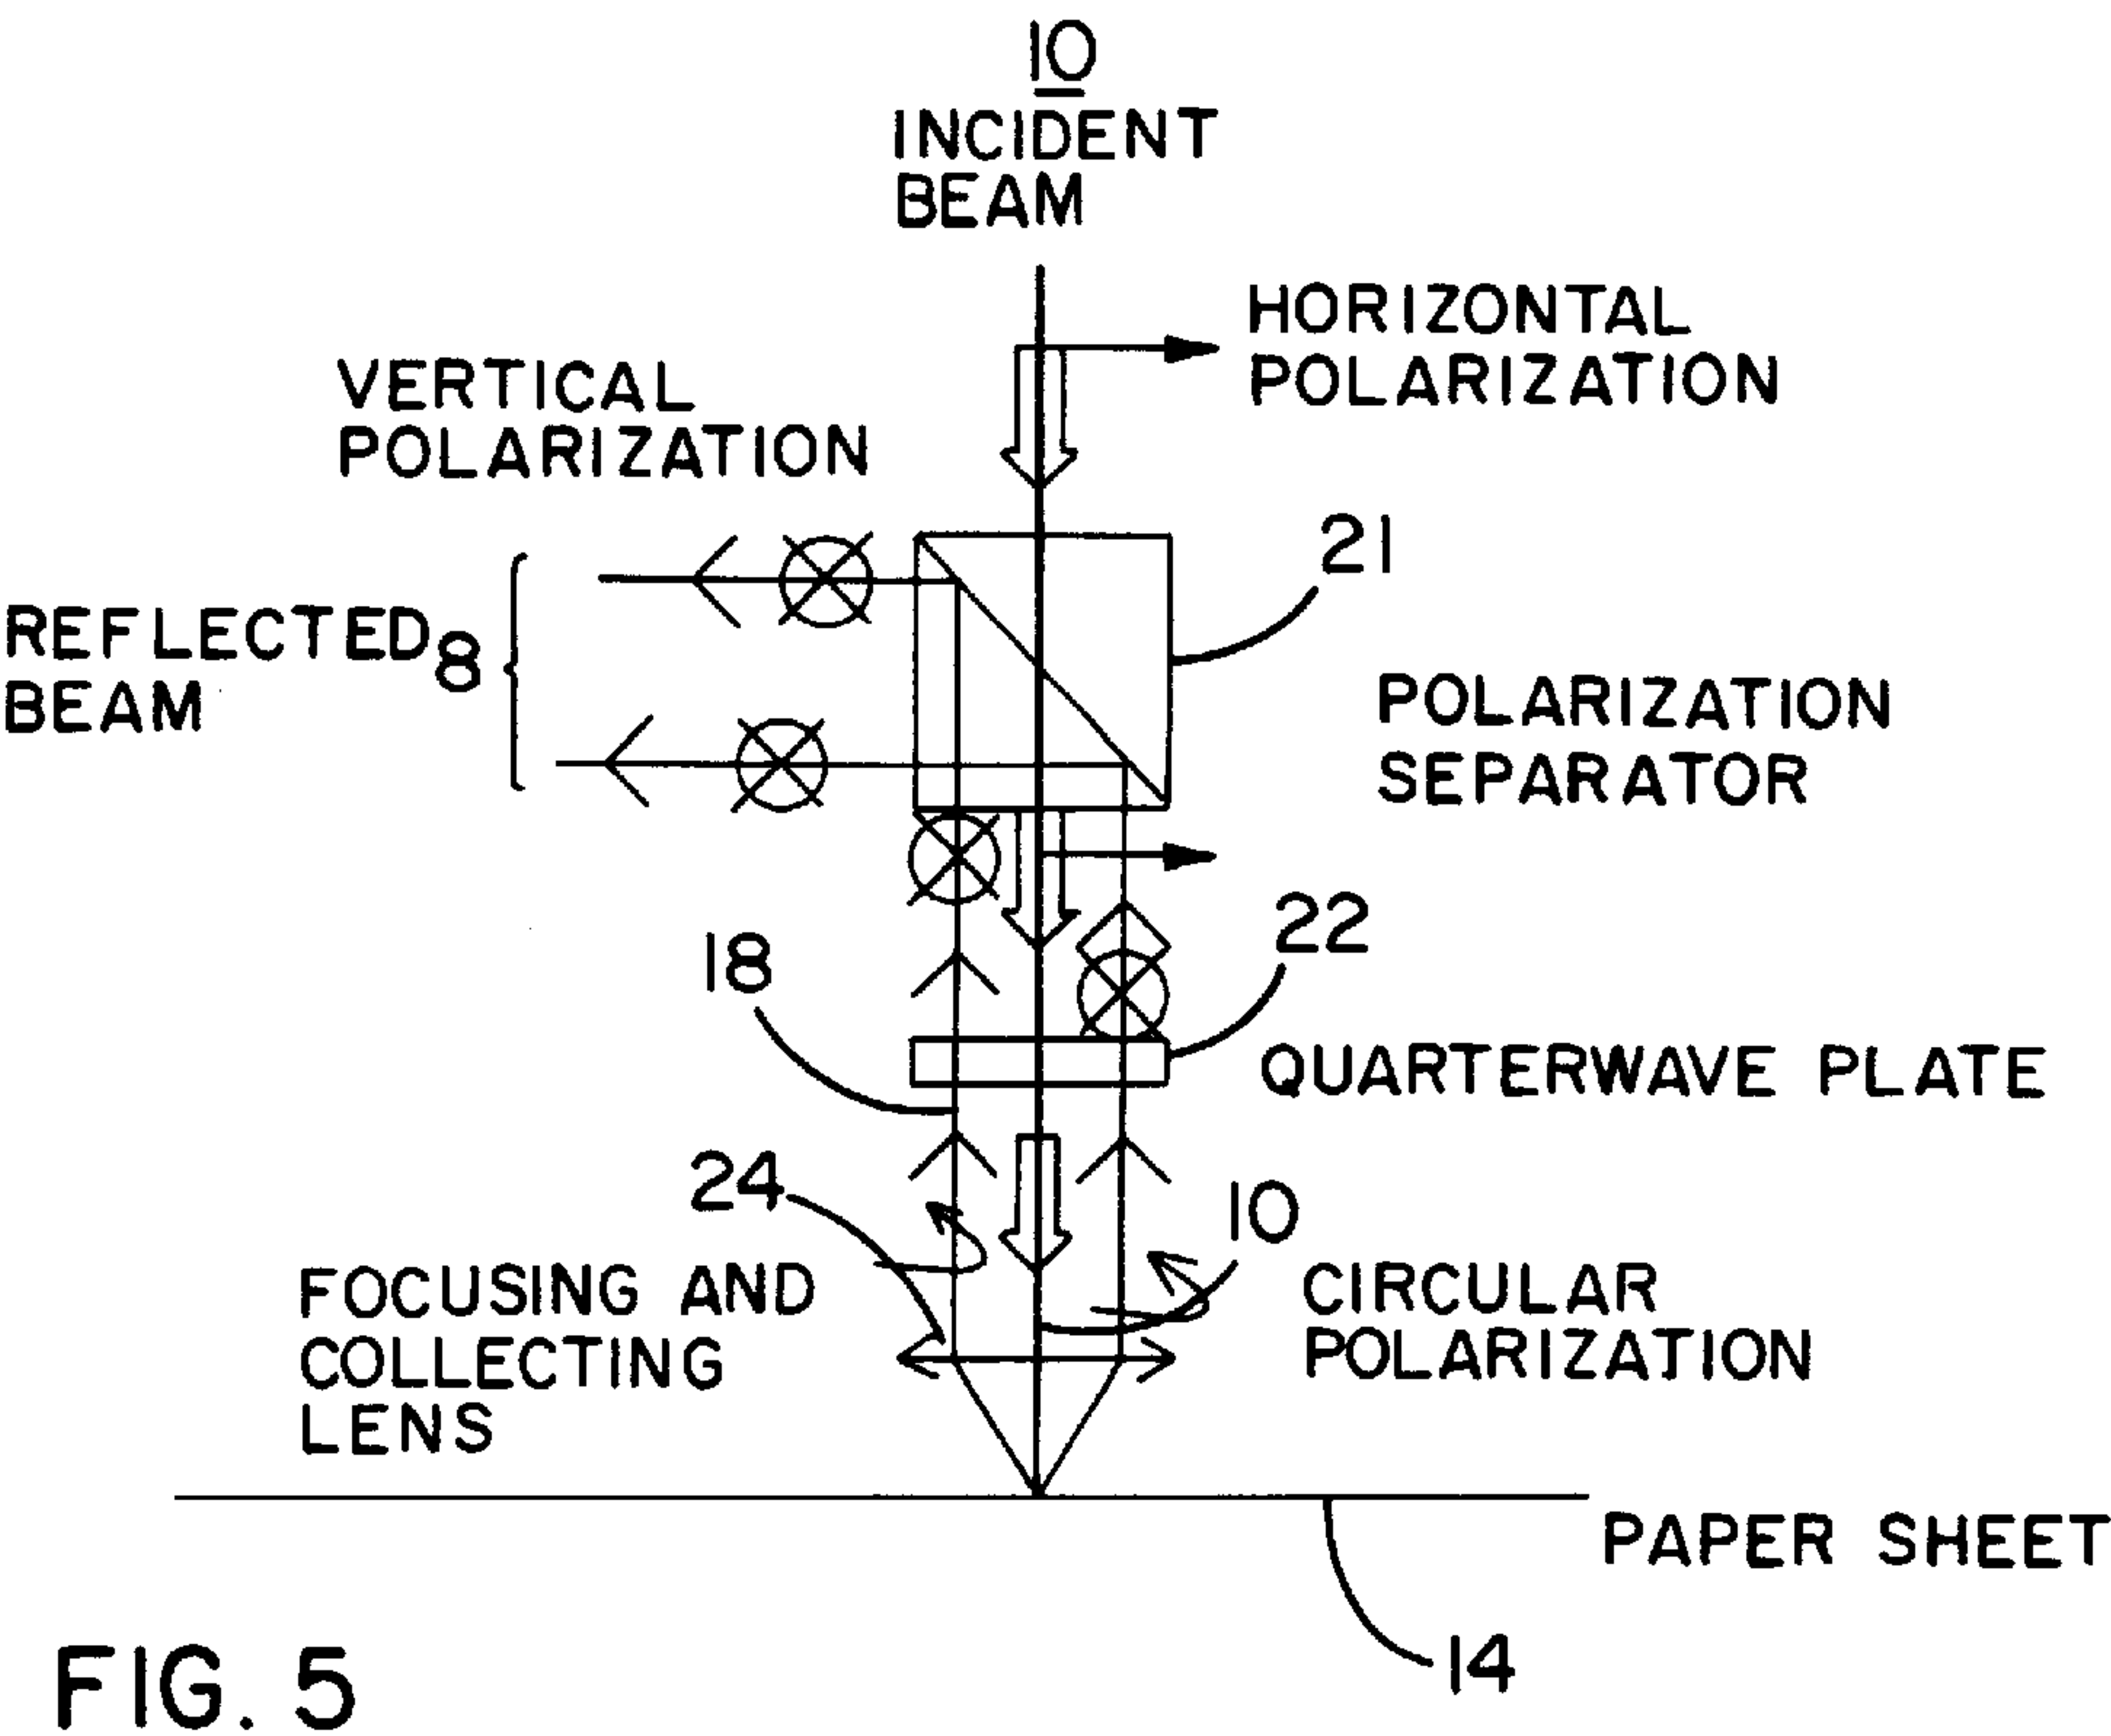 10
INCIDENT
BEAM
HORIZONTAL
POLARIZATION
VERTICAL
POLARIZATION
21
REFLECTED
BEAM
8
POLARIZATION
SEPARATOR
22
18
QUARTERWAVE PLATE
24
10
FOCUSING AND
COLLECTING
LENS
CIRCULAR
POLARIZATION
PAPER SHEET
14
FIG. 5